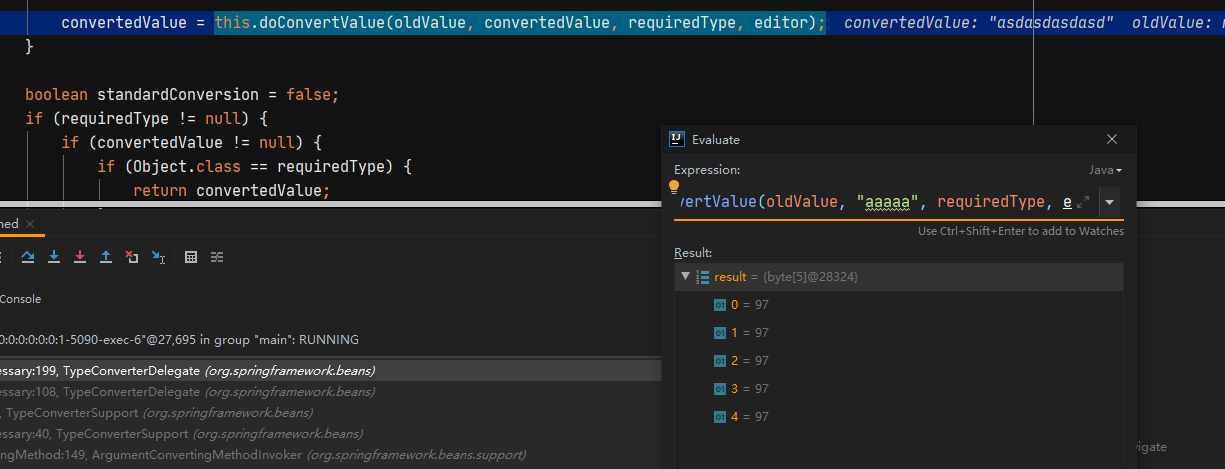 convertedValue = this.doConvertValue(oldValue, convertedValue, requiredType, editor); convertedValue: "asdasdasdasd" oldValue:
}
boolean standardConversion = false;
if (requiredType != null) {
if (convertedValue != null) {
if (Object.class == requiredType) {
return convertedValue;
Evaluate
Expression:
Java
vertValue(oldValue, "aaaaa", requiredType, e
Use Ctrl+Shift+Enter to add to Watches
Result:
result = {byte[5]@28324}
0 = 97
1 = 97
2 = 97
3 = 97
4 = 97
ned
Console
0:0:0:0:0:0:1-5090-exec-6"@27,695 in group "main": RUNNING
essary:199, TypeConverterDelegate (org.springframework.beans)
essary:108, TypeConverterDelegate (org.springframework.beans)
, TypeConverterSupport (org.springframework.beans)
essary:40, TypeConverterSupport (org.springframework.beans)
ngMethod:149, ArgumentConvertingMethodInvoker (org.springframework.beans.support)
vigate